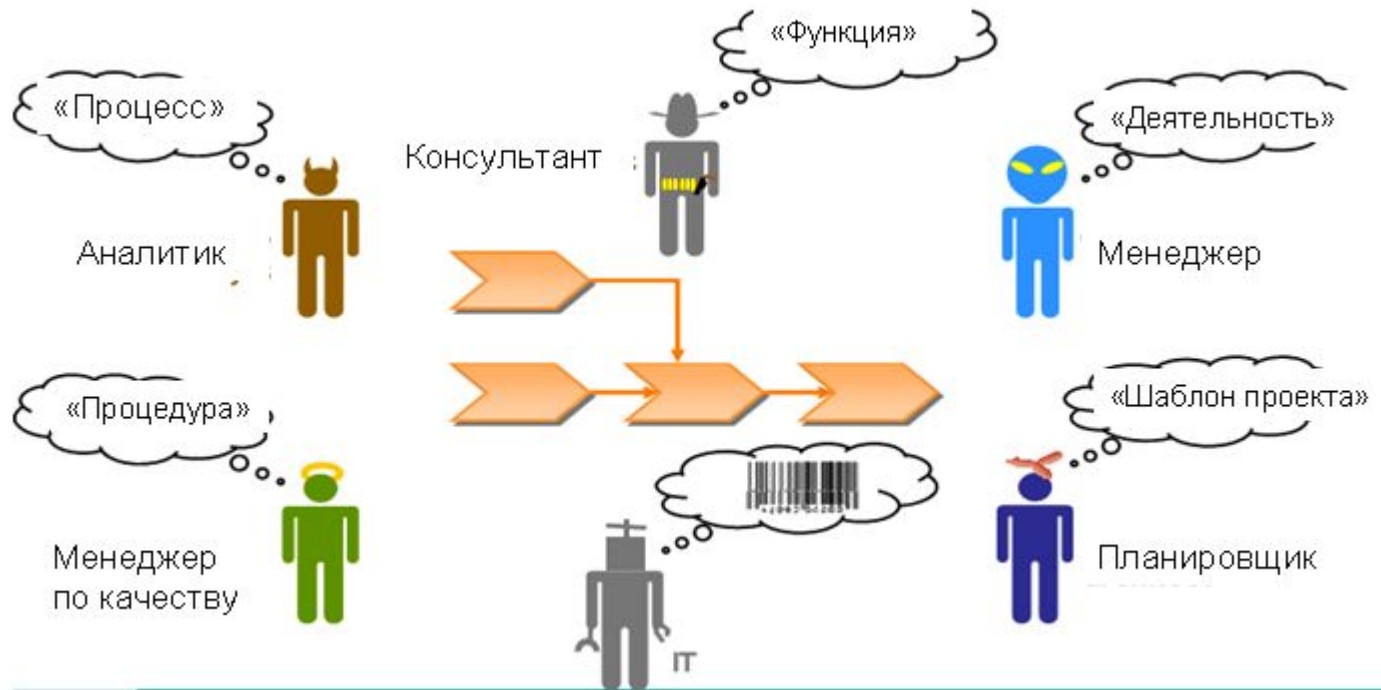 «Функция»
«Процесс»
«Деятельность»
Консультант
Аналитик
Менеджер
«Процедура»
«Шаблон проекта»
Менеджер
по качеству
Планировщик
IT